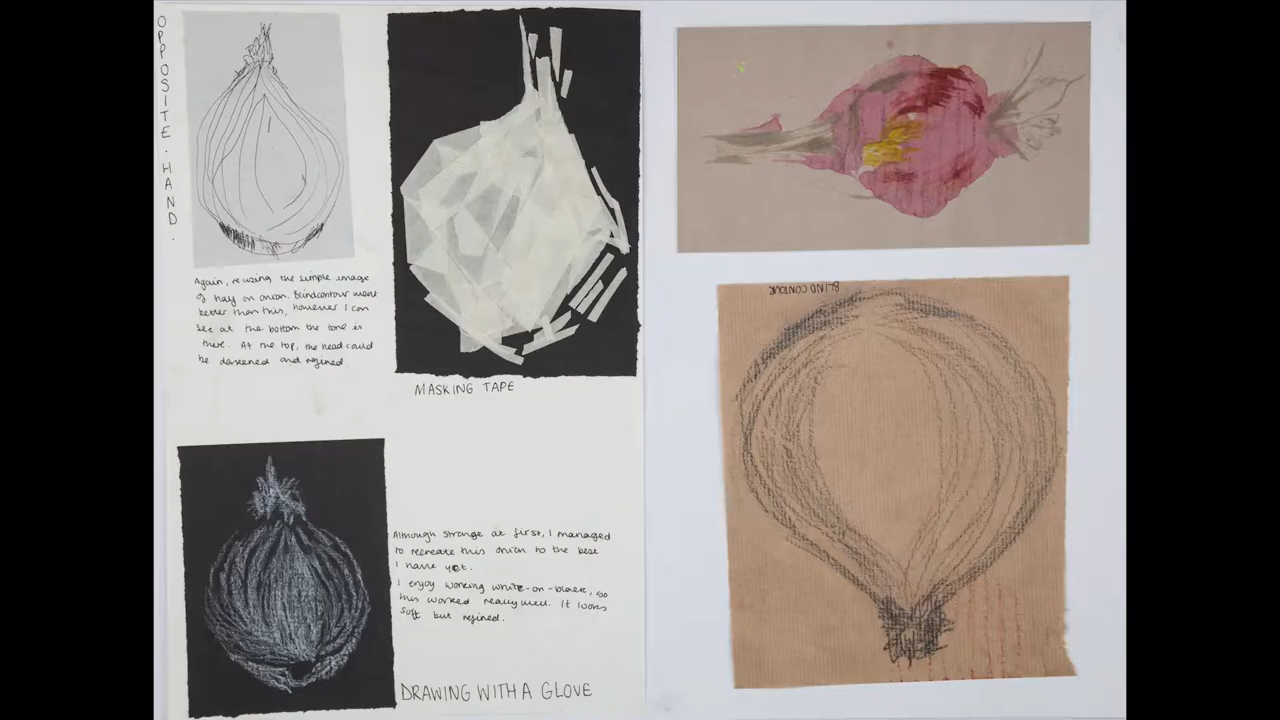 OPPOSITE.HAND.
Again, reusing the simple image
of half an onion. Blindcontour went
better than this, however I can
see at the bottom the tone is
there. At the top, the head could
be darkened and refined
MASKING TAPE
Although strange at first, I managed
to recreate this onion to the best
I have yet.
I enjoy working white-on-black, so
this worked really well. It looks
soft but refined.
DRAWING WITH A GLOVE
BLIND CONTOUR